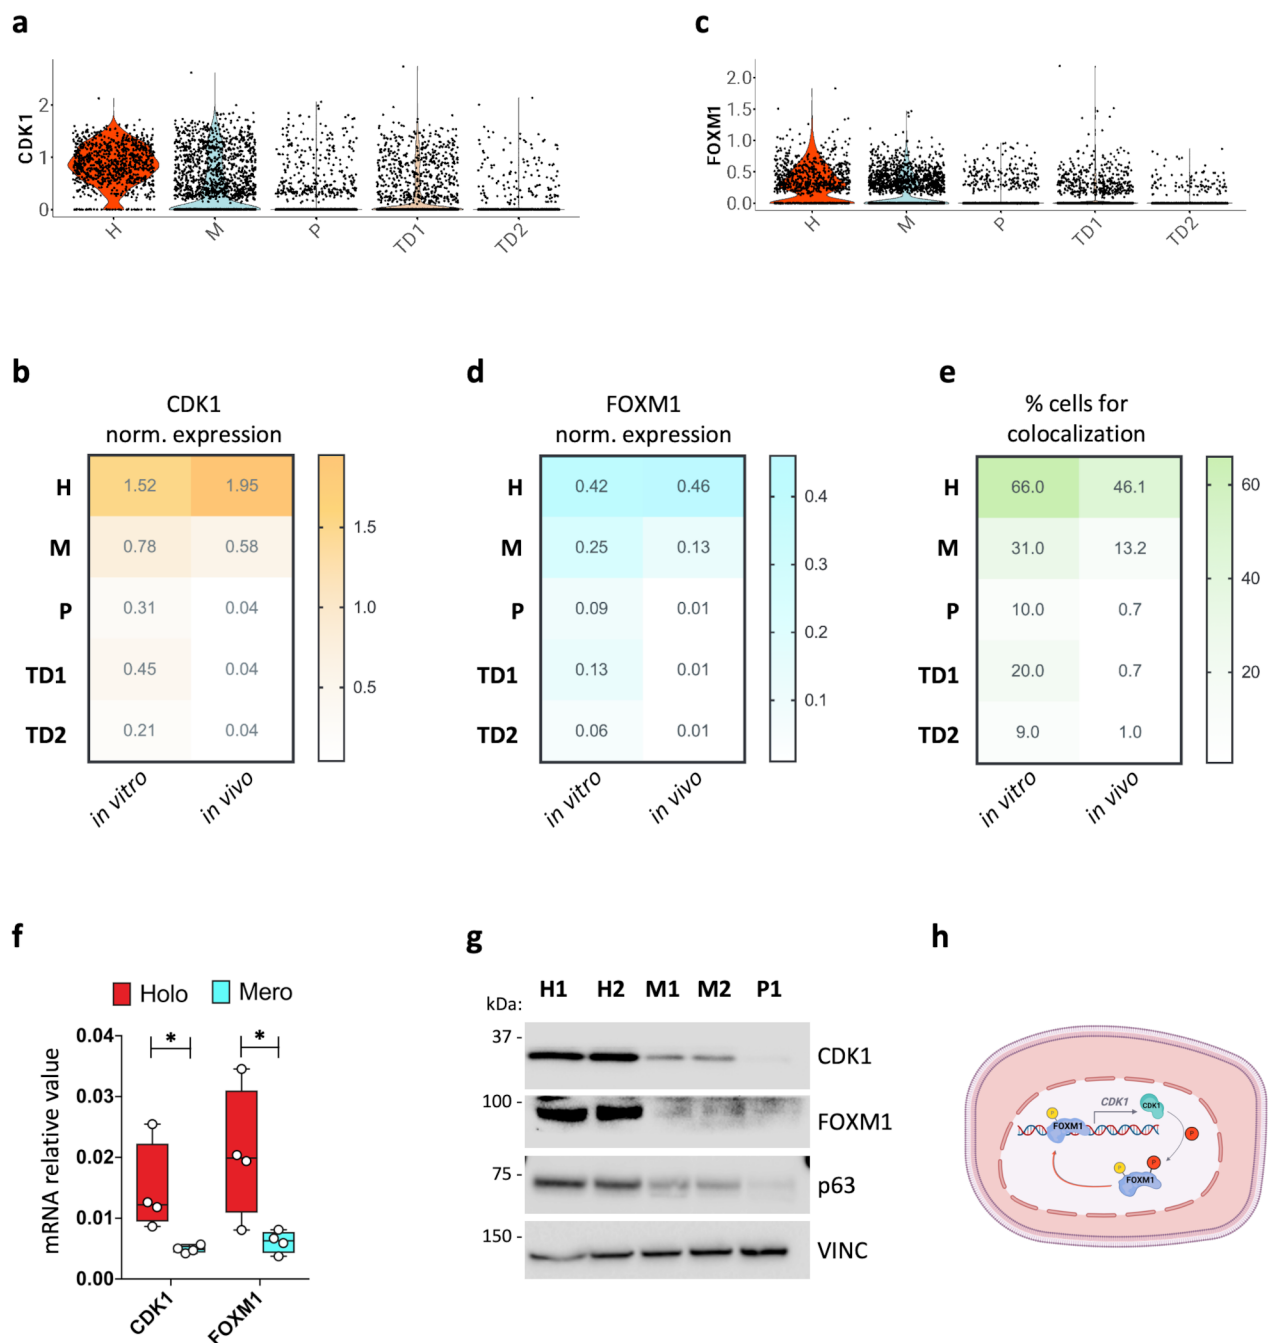 a
CDK1
2
1
0
H
M
P
TD1
TD2
c
FOXM1
2.0
1.5
1.0
0.5
0.0
H
M
P
TD1
TD2
b
CDK1
norm. expression
H 1.52 1.95
M 0.78 0.58
P 0.31 0.04
TD1 0.45 0.04
TD2 0.21 0.04
in vitro
in vivo
1.5
1.0
0.5
d
FOXM1
norm. expression
H 0.42 0.46
M 0.25 0.13
P 0.09 0.01
TD1 0.13 0.01
TD2 0.06 0.01
in vitro
in vivo
0.4
0.3
0.2
0.1
e
% cells for
colocalization
H 66.0 46.1
M 31.0 13.2
P 10.0 0.7
TD1 20.0 0.7
TD2 9.0 1.0
in vitro
in vivo
60
40
20
f
Holo Mero
mRNA relative value
0.04
0.03
0.02
0.01
0.00
*
*
CDK1
FOXM1
g
kDa: H1 H2 M1 M2 P1
37 - CDK1
100 - FOXM1
75 - p63
150 - VINC
h
CDK1
CDK1
P
FOXM1
P
P
P
FOXM1